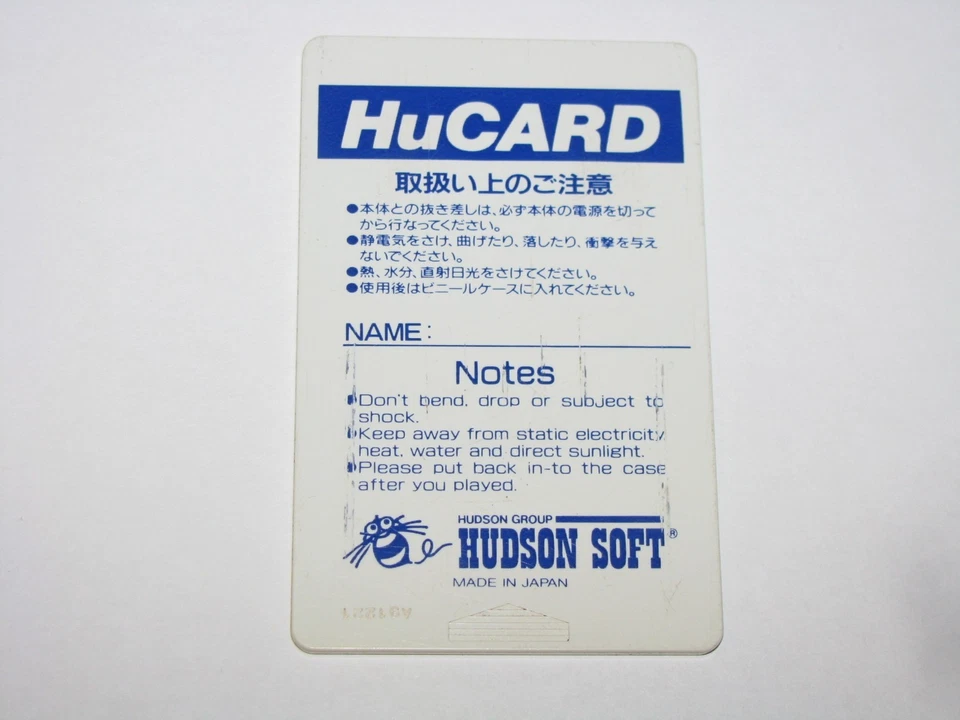 HuCARD
取扱い上のご注意
●本体との抜き差しは、必ず本体の電源を切って
から行なってください。
●静電気をさけ、曲げたり、落したり、衝撃を与え
ないでください。
●熱、水分、直射日光をさけてください。
●使用後はビニールケースに入れてください。
NAME:
Notes
●Don't bend, drop or subject to
shock.
●Keep away from static electricity,
heat, water and direct sunlight.
●Please put back in-to the case
after you played.
HUDSON GROUP
HUDSON SOFT®
MADE IN JAPAN